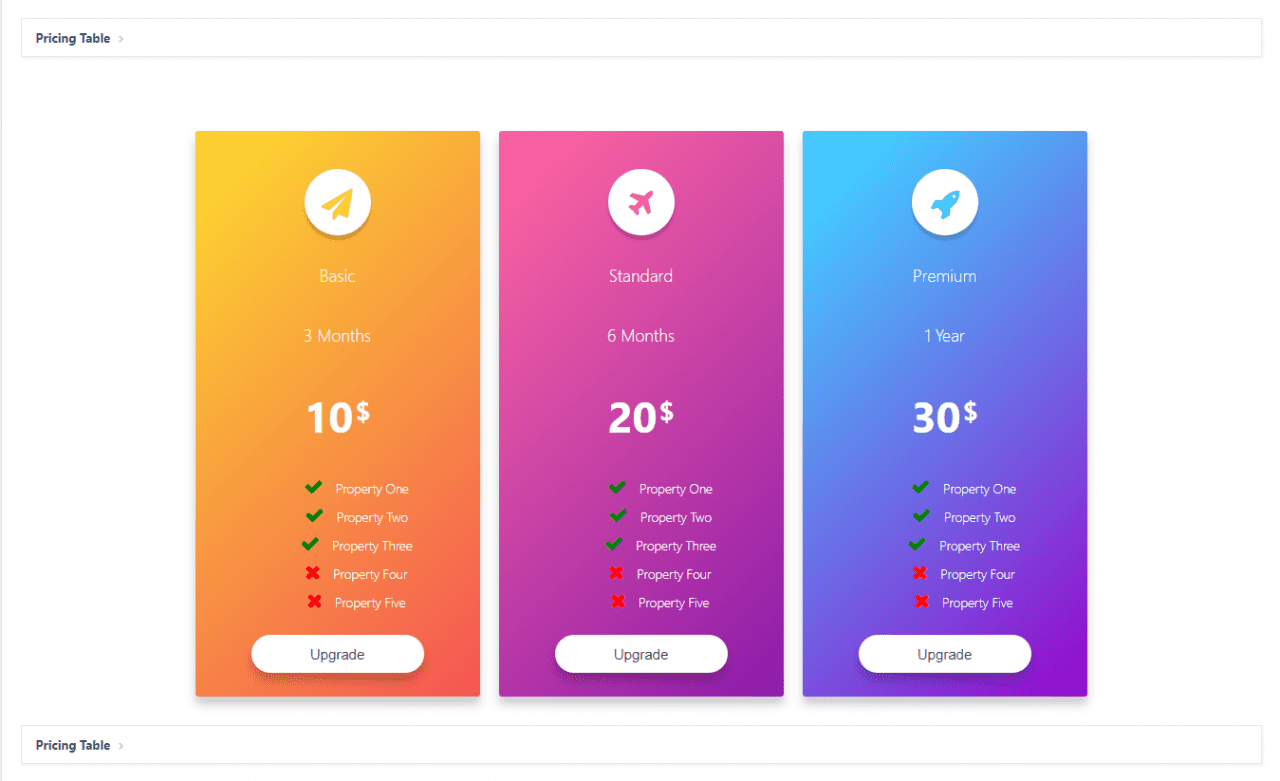 Pricing Table
Basic
3 Months
10$
Property One
Property Two
Property Three
Property Four
Property Five
Upgrade
Standard
6 Months
20$
Property One
Property Two
Property Three
Property Four
Property Five
Upgrade
Premium
1 Year
30$
Property One
Property Two
Property Three
Property Four
Property Five
Upgrade
Pricing Table